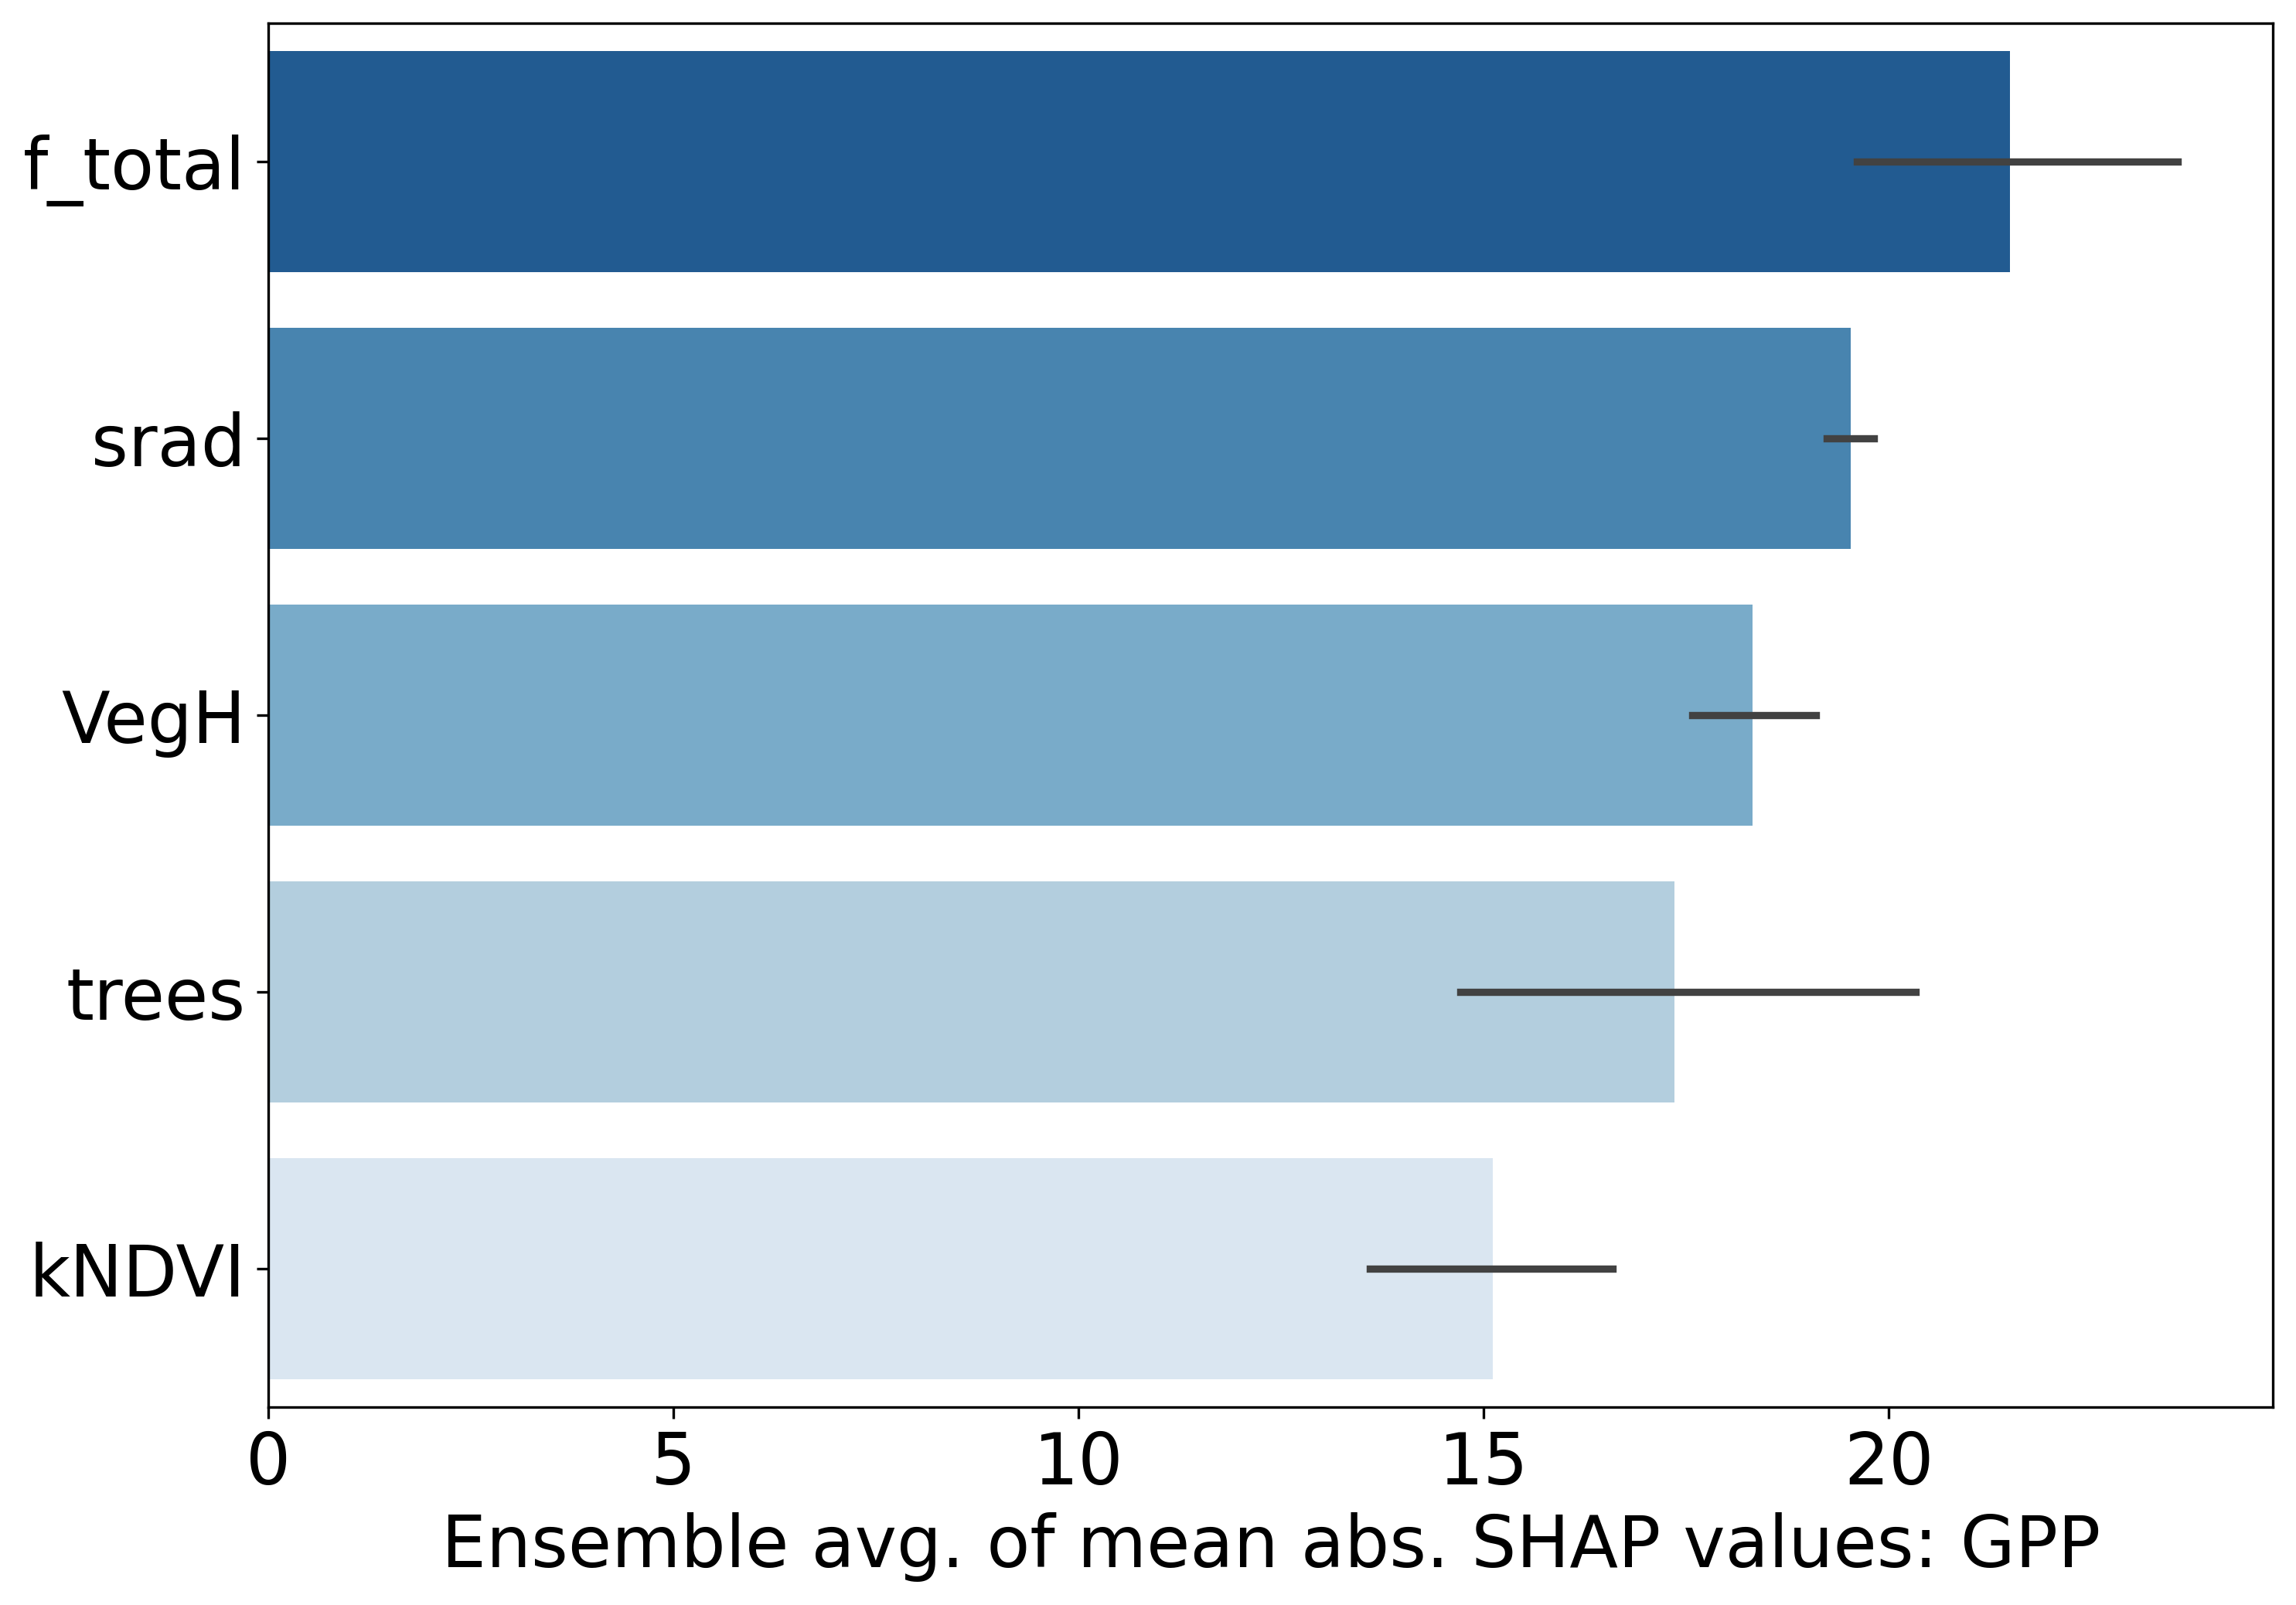 f_total
srad
VegH
trees
kNDVI
0 5 10 15 20
Ensemble avg. of mean abs. SHAP values: GPP